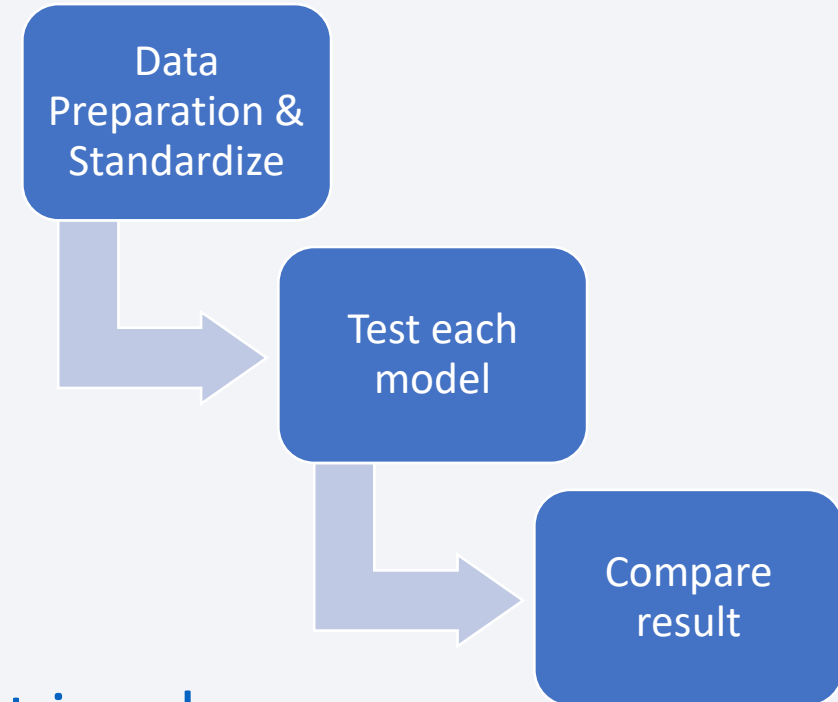 Data
Preparation &
Standardize
Test each
model
Compare
result